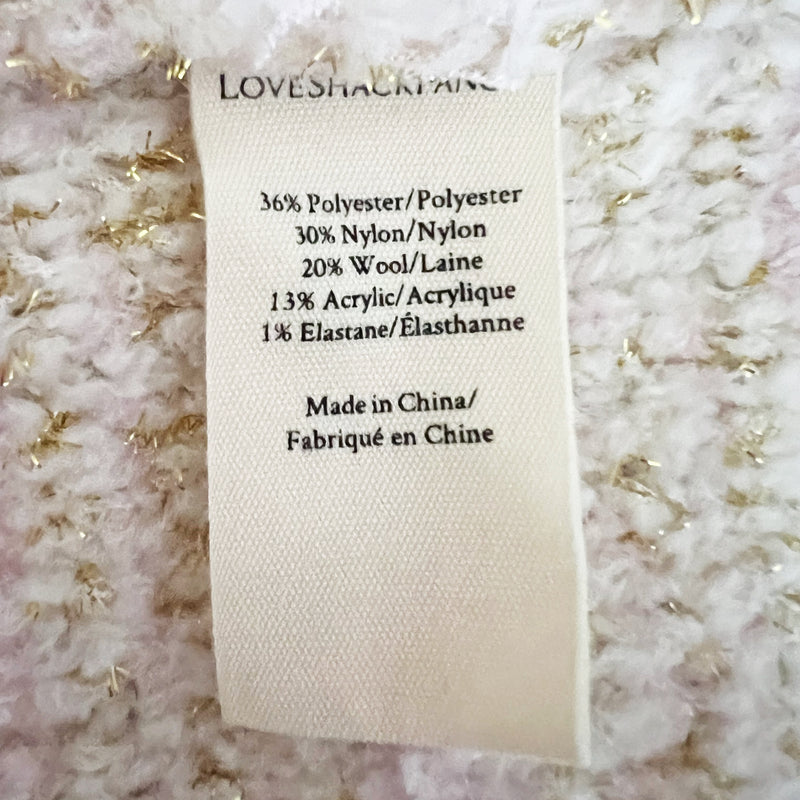 LOVESHACKFANCY
36% Polyester/Polyester
30% Nylon/Nylon
20% Wool/Laine
13% Acrylic/Acrylique
1% Elastane/Élasthanne
Made in China/
Fabriqué en Chine